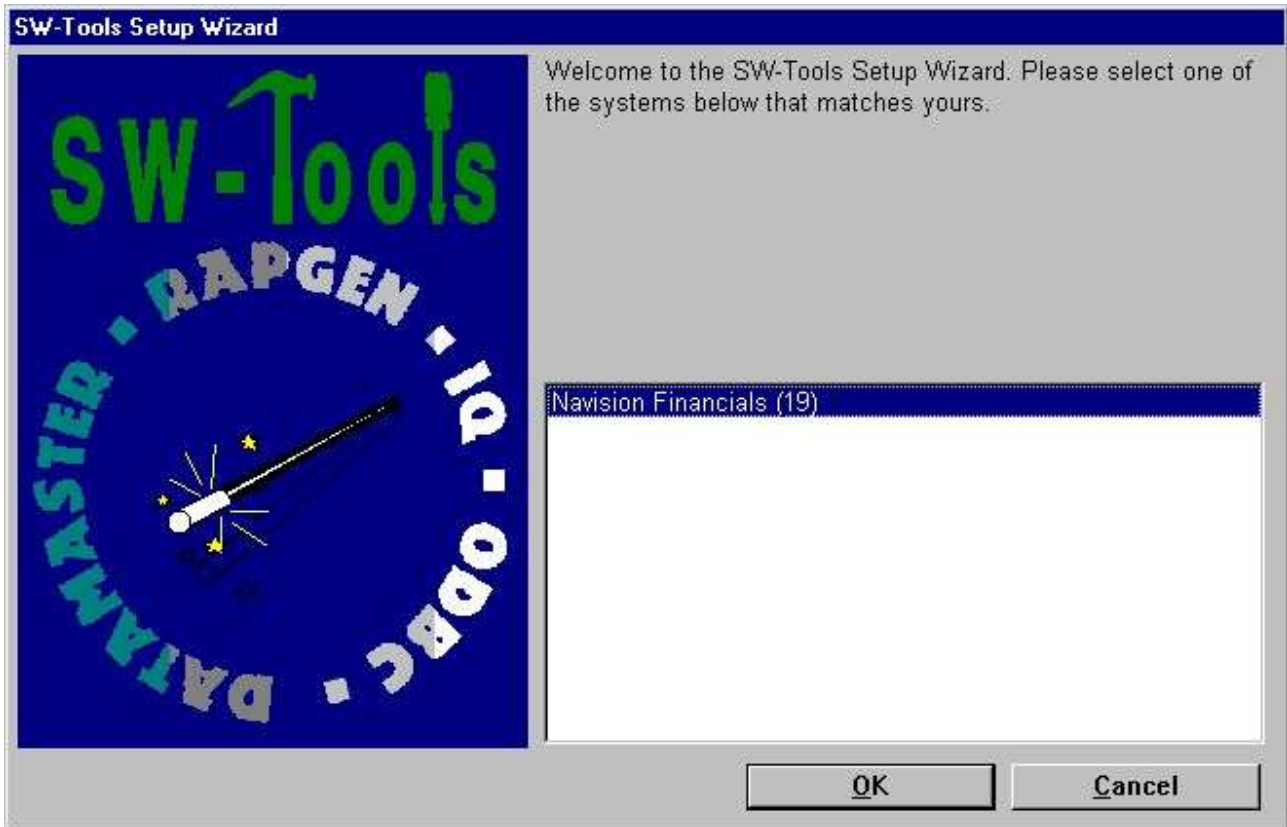 SW-Tools Setup Wizard
SW-Tools
RAPGEN · IQ · ODBC · DATAMASTER ·
Welcome to the SW-Tools Setup Wizard. Please select one of
the systems below that matches yours.
Navision Financials (19)
OK
Cancel